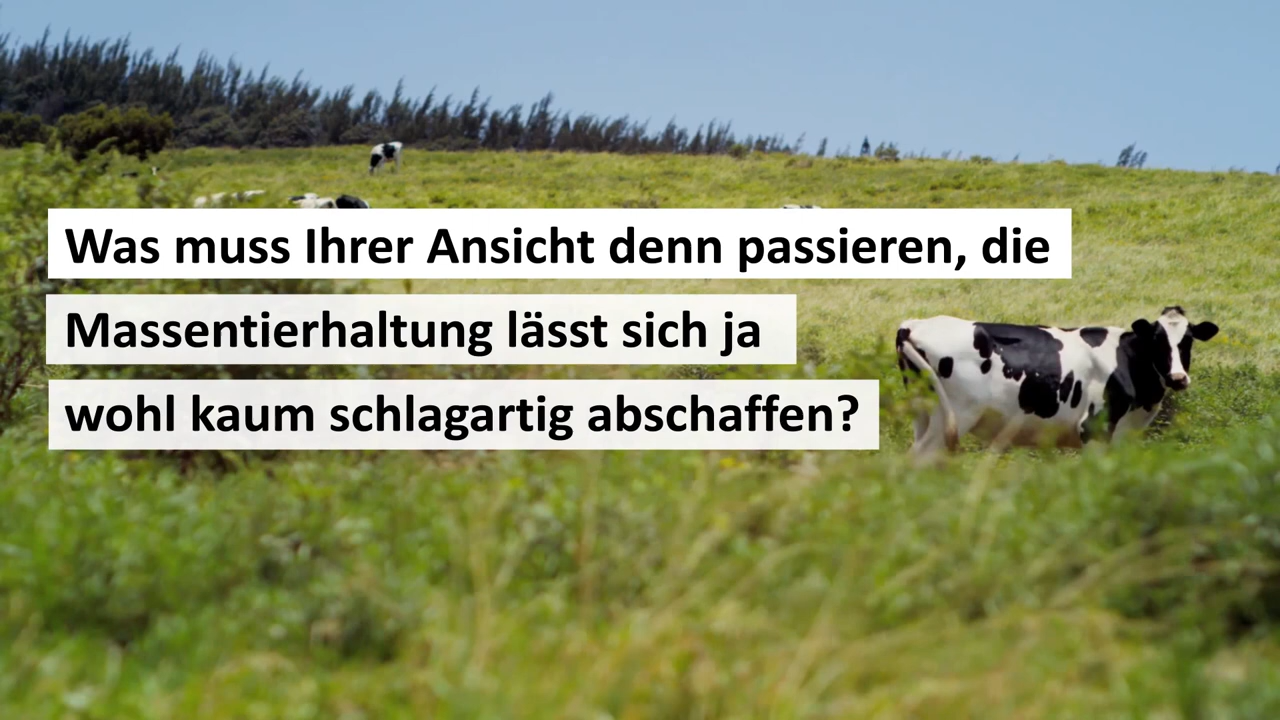 Was muss Ihrer Ansicht denn passieren, die
Massentierhaltung lässt sich ja
wohl kaum schlagartig abschaffen?